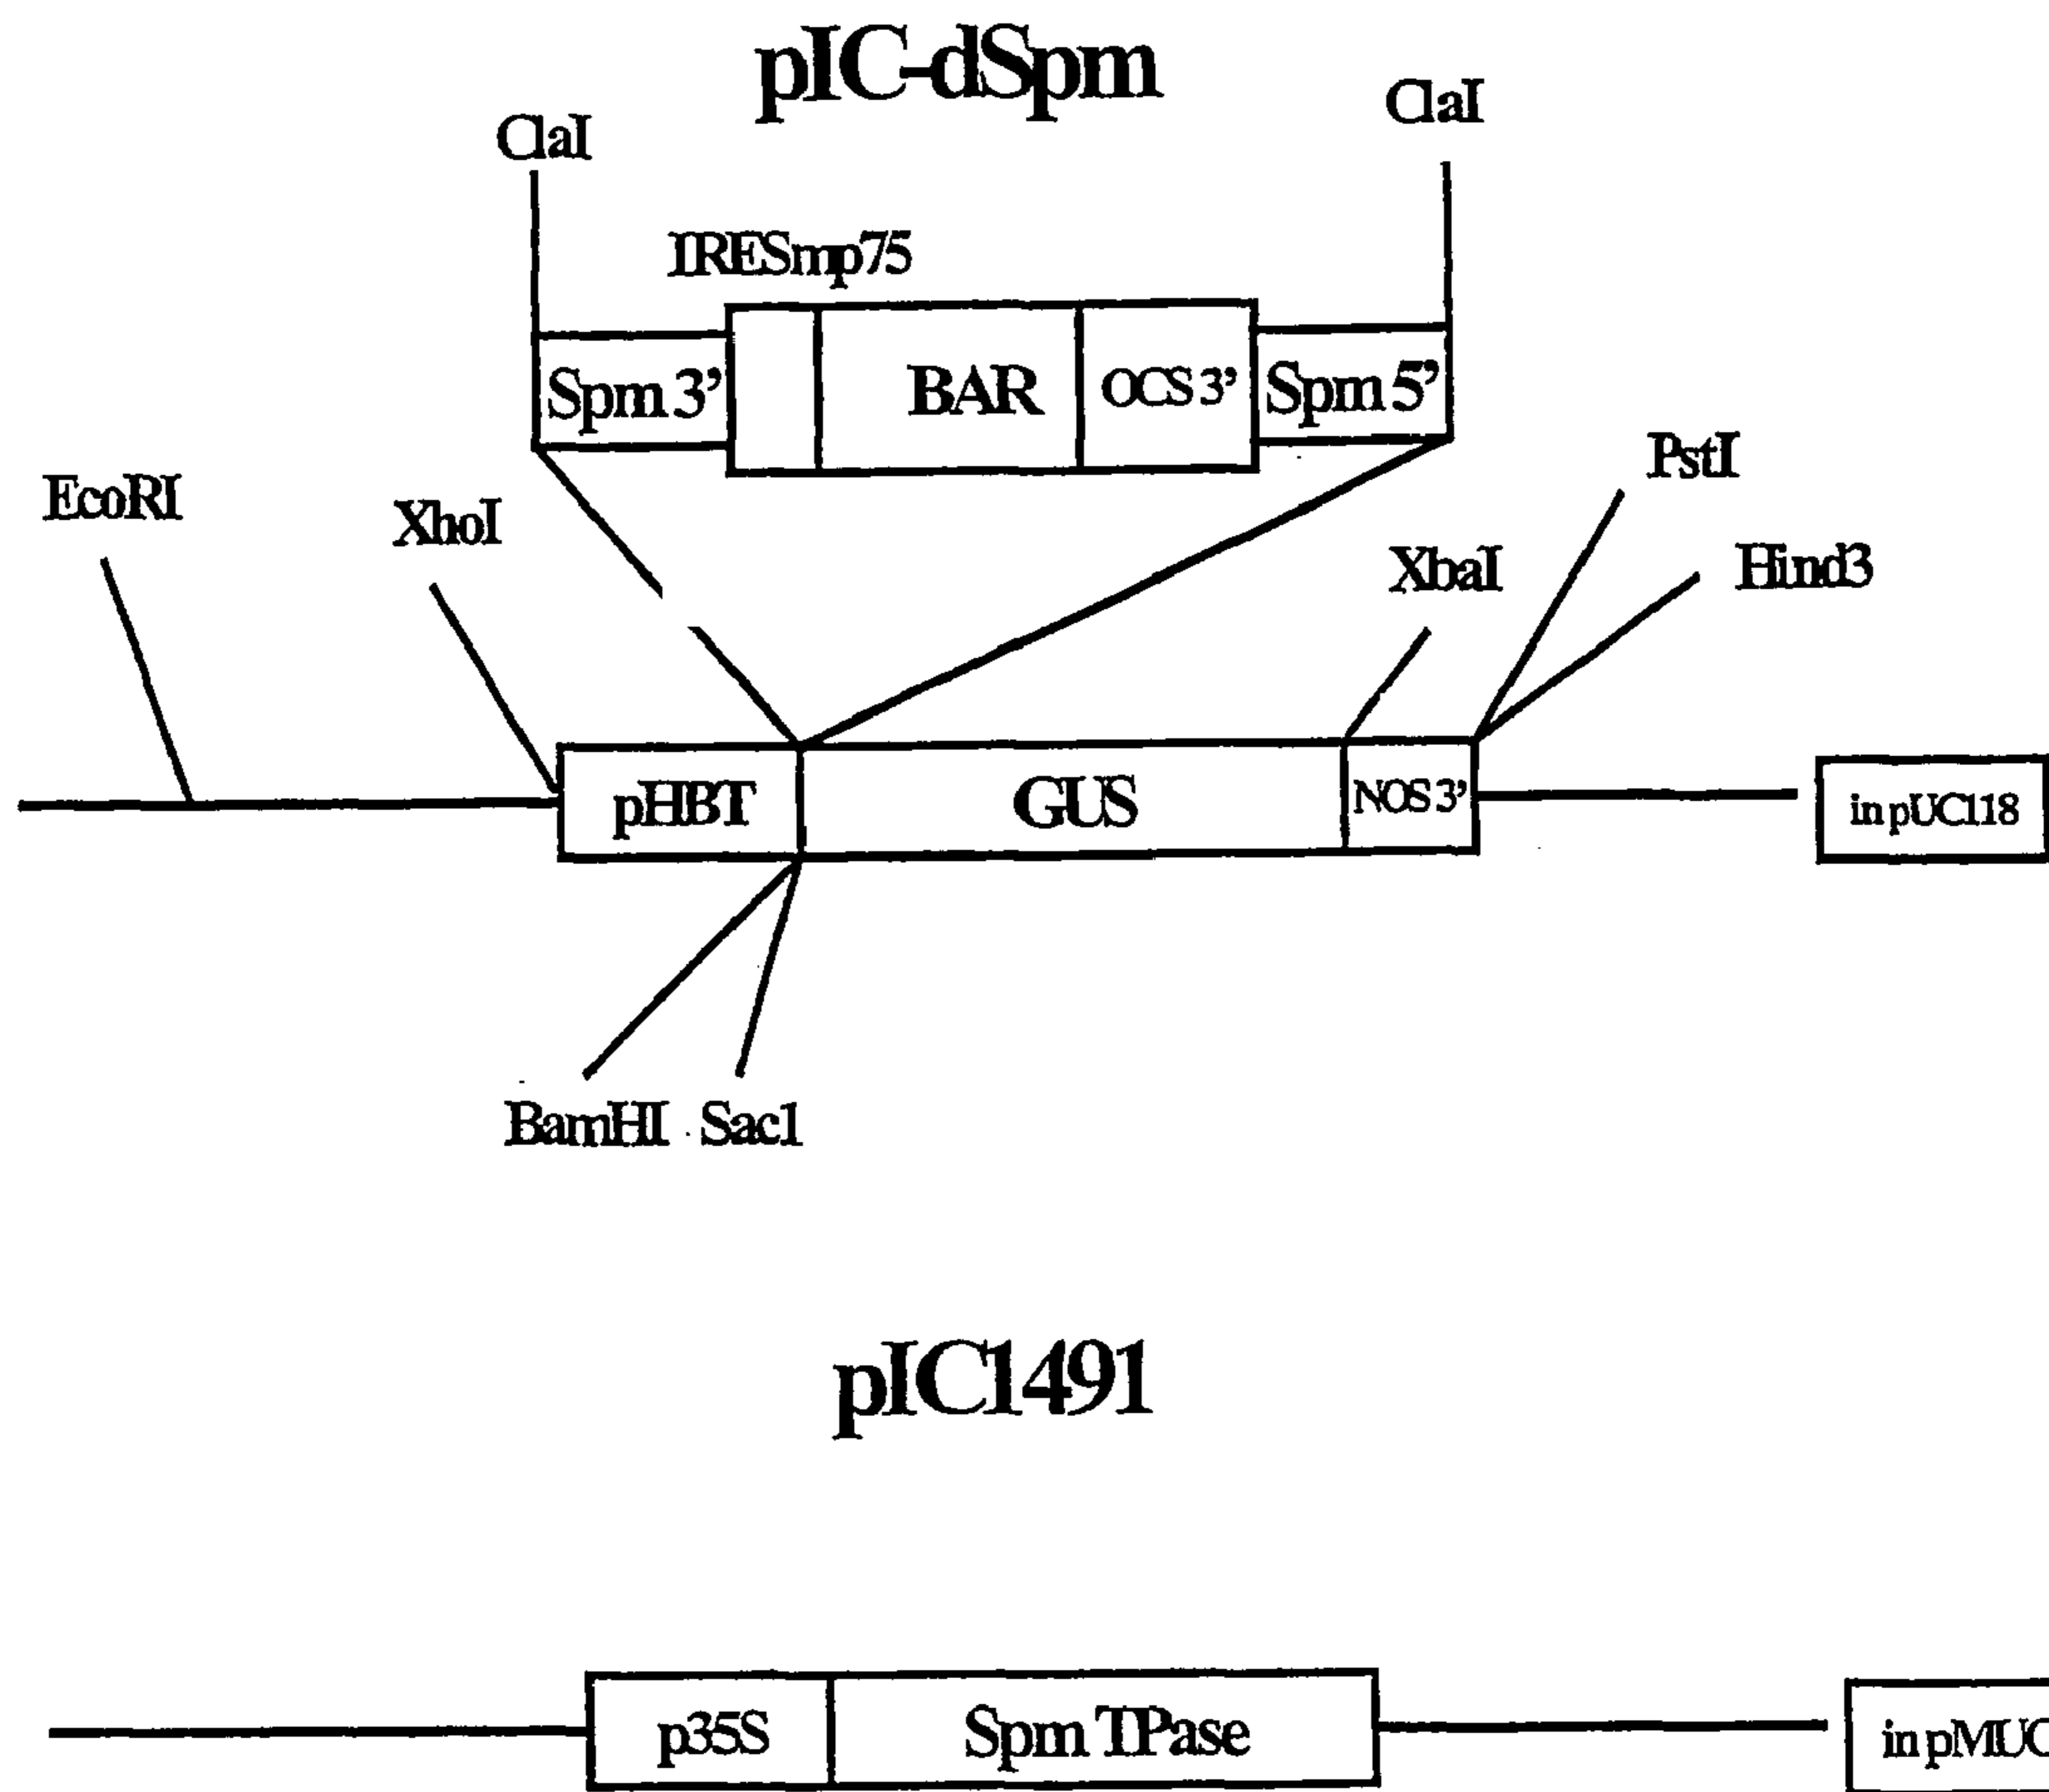 pIC-dSpm
ClaI
ClaI
IRESmp75
Spm 3'
BAR
OCS 3'
Spm 5'
EcoRI
XhoI
PstI
XbaI
Hind3
pHBT
GUS
NOS 3'
in pUC118
BamHI
Sac1
pIC1491
p35S
Spm TPase
in pMUC